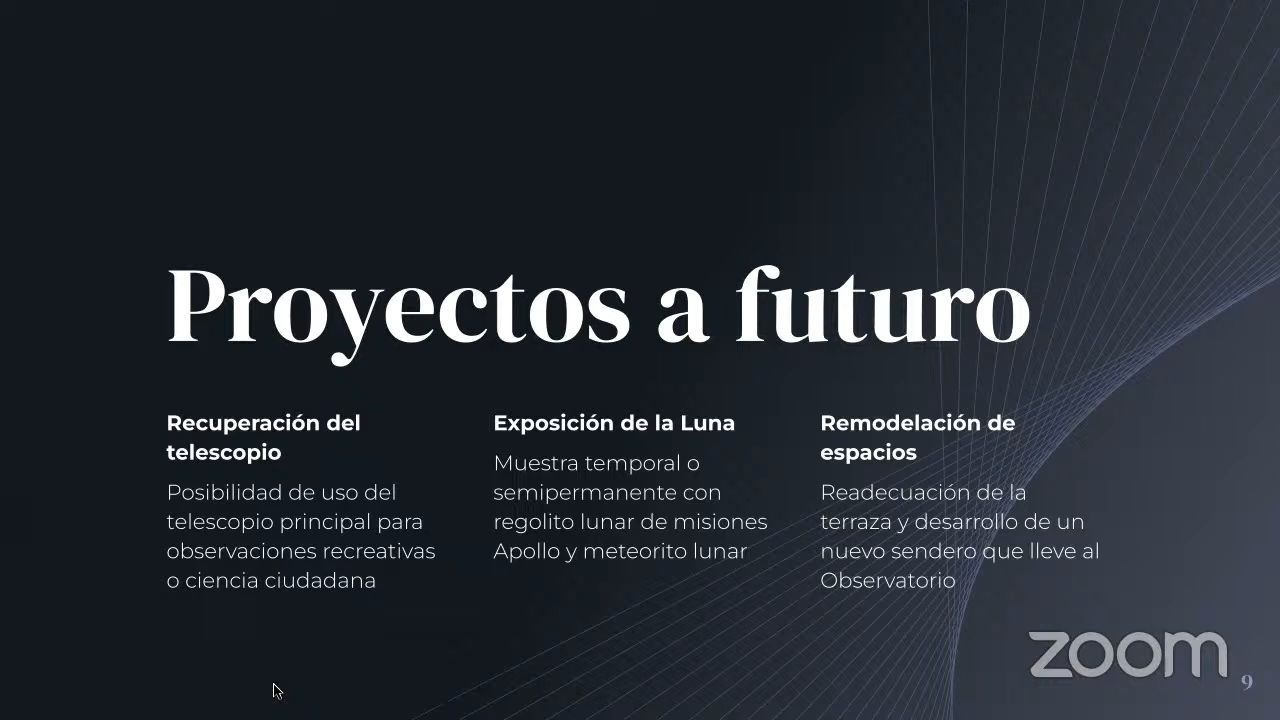 Proyectos a futuro
Recuperación del
telescopio
Posibilidad de uso del
telescopio principal para
observaciones recreativas
o ciencia ciudadana
Exposición de la Luna
Muestra temporal o
semipermanente con
regolito lunar de misiones
Apollo y meteorito lunar
Remodelación de
espacios
Readecuación de la
terraza y desarrollo de un
nuevo sendero que lleve al
Observatorio
zoom
9